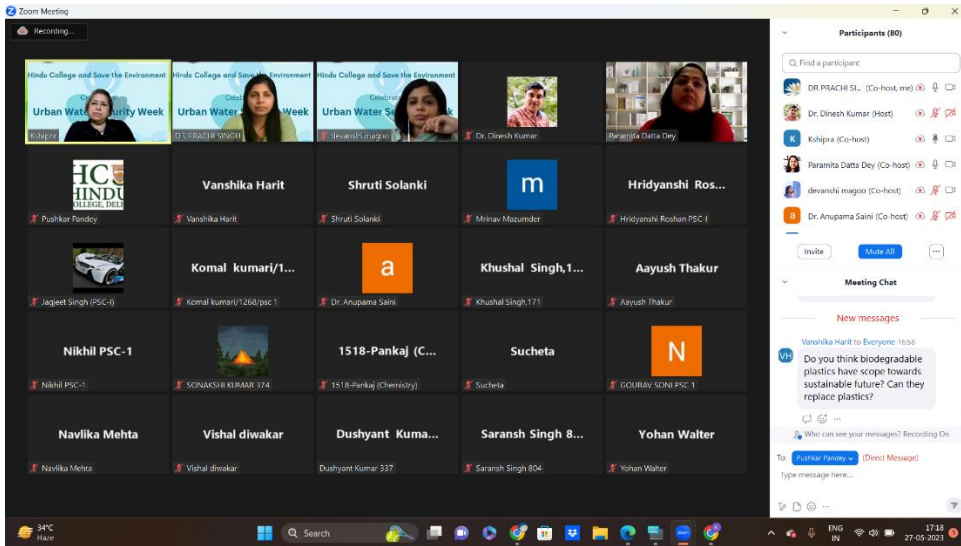 Zoom Meeting
Recording...
Hindu College and Save the Environment
Urban Water Security Week
Kshipra
Hindu College and Save the Environment
Urban Water Week
DR PRACHI SINGH
Hindu College and Save the Environment
Celebrate
Urban Water Se Week
devanshi magoo
Dr. Dinesh Kumar
Paramita Datta Dey
HC
HINDU
COLLEGE, DELHI
Pushkar Pandey
Vanshika Harit
Vanshika Harit
Shruti Solanki
Shruti Solanki
m
Mrinav Mazumder
Hridyanshi Ros...
Hridyanshi Roshan PSC-I
Jagjeet Singh (PSC-I)
Komal kumari/1...
Komal kumari/1268/psc 1
a
Dr. Anupama Saini
Khushal Singh,1...
Khushal Singh,171
Aayush Thakur
Aayush Thakur
Nikhil PSC-1
Nikhil PSC-1
SONAKSHI KUMAR 374
1518-Pankaj (C...
1518-Pankaj (Chemistry)
Sucheta
Sucheta
N
GOURAV SONI PSC 1
Navlika Mehta
Navlika Mehta
Vishal diwakar
Vishal diwakar
Dushyant Kuma...
Dushyant Kumar 337
Saransh Singh 8...
Saransh Singh 804
Yohan Walter
Yohan Walter
Participants (80)
Find a participant
DR PRACHI SI... (Co-host, me)
Dr. Dinesh Kumar (Host)
K Kshipra (Co-host)
Paramita Datta Dey (Co-host)
devanshi magoo (Co-host)
a Dr. Anupama Saini (Co-host)
Invite
Mute All
...
Meeting Chat
New messages
Vanshika Harit to Everyone 16:58
VH
Do you think biodegradable
plastics have scope towards
sustainable future? Can they
replace plastics?
Who can see your messages? Recording On
To: Pushkar Pandey (Direct Message)
Type message here...
34°C
Haze
Search
ENG
IN
17:18
27-05-2023